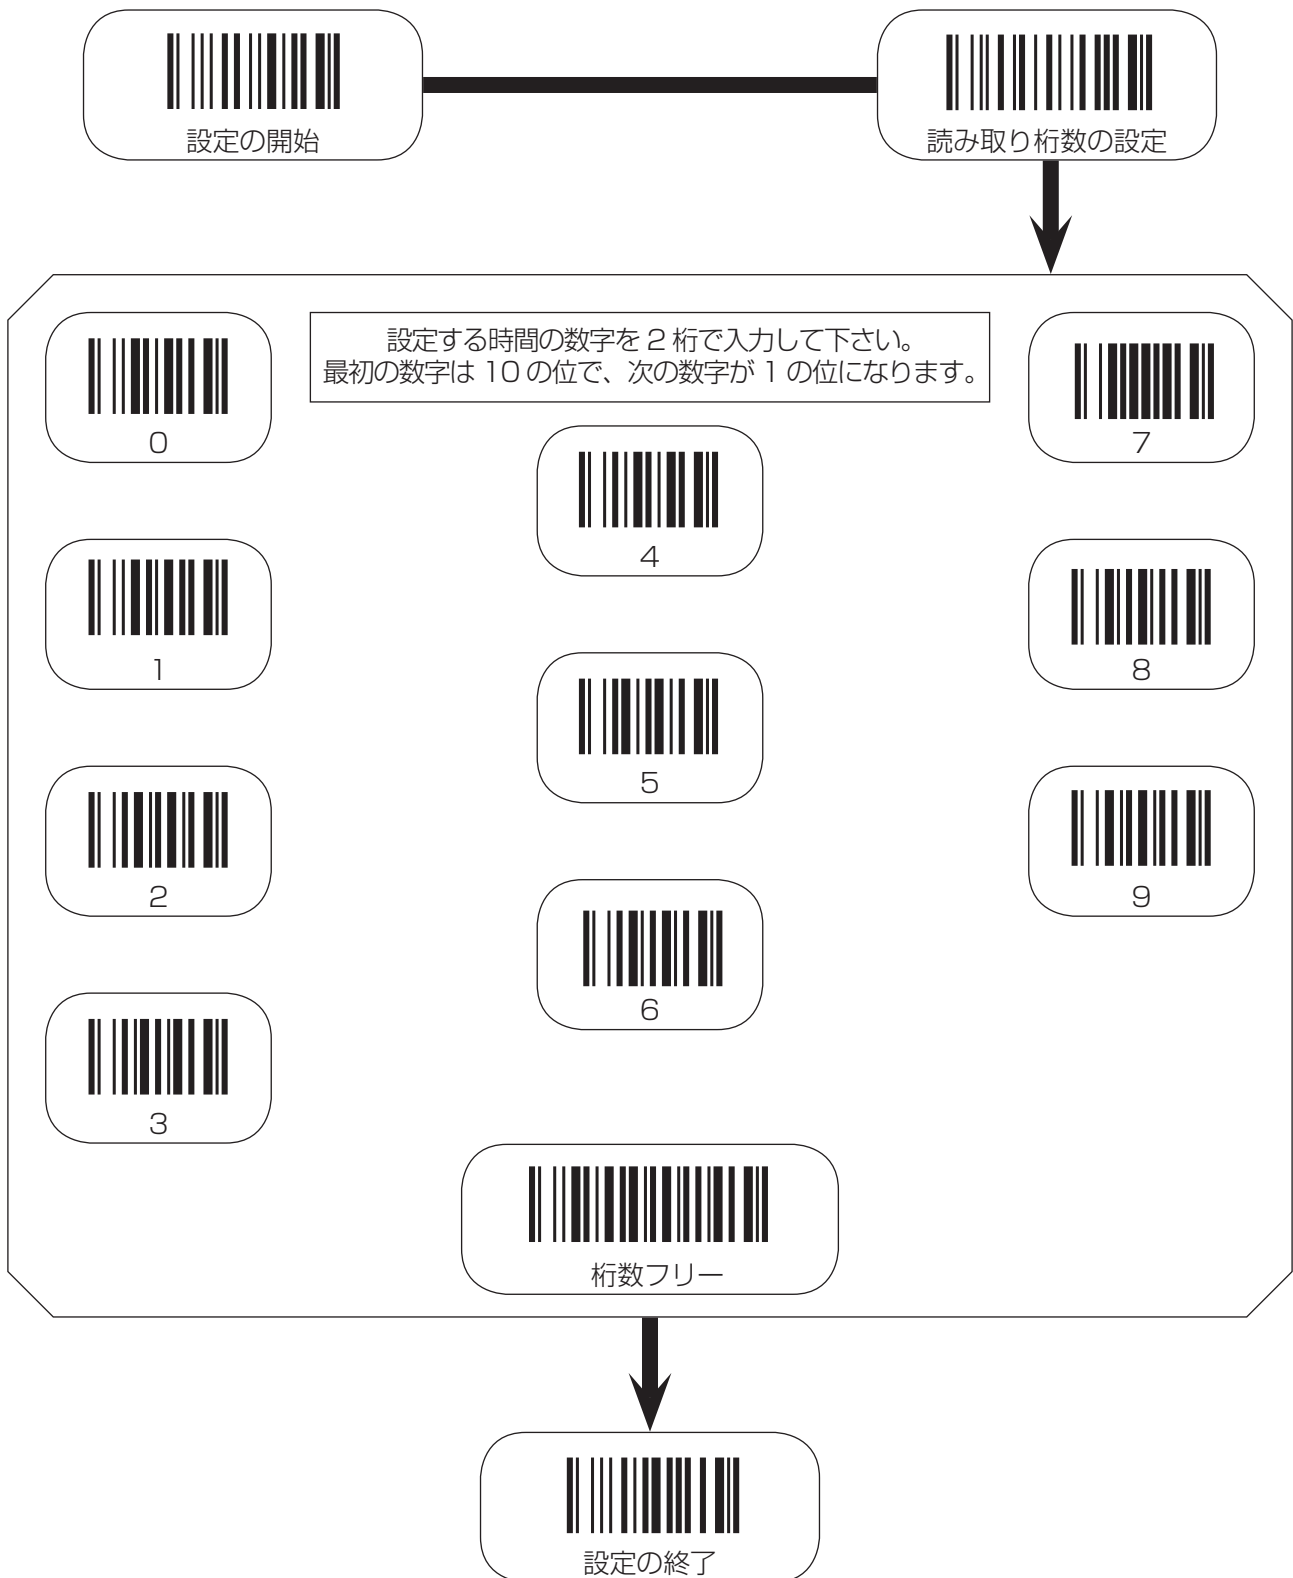 設定の開始
読み取り桁数の設定
設定する時間の数字を2桁で入力して下さい。
最初の数字は10の位で、次の数字が1の位になります。
0
1
2
3
4
5
6
7
8
9
桁数フリー
設定の終了